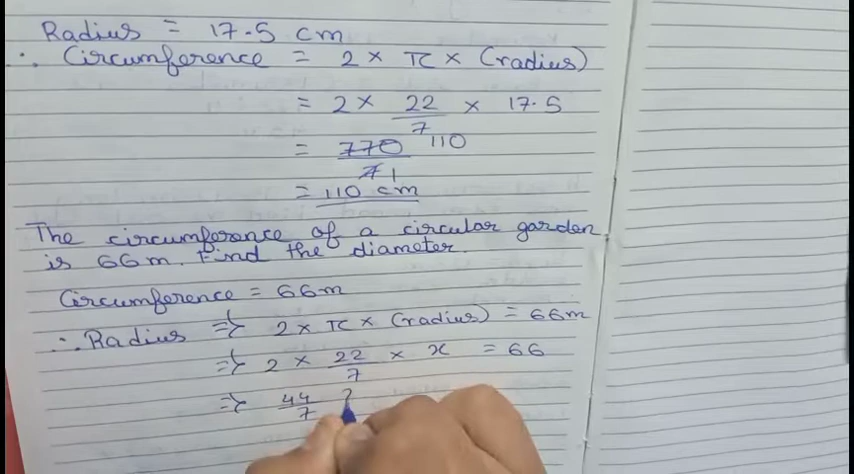 Radius = 17.5 cm
∴ Circumference = 2 × π × (radius)
= 2 × 22/7 × 17.5
= 770/7 110 1
= 110 cm
The circumference of a circular garden
is 66m. Find the diameter
Circumference = 66m
∴ Radius ⇒ 2 × π × (radius) = 66m
⇒ 2 × 22/7 × x = 66
⇒ 44/7